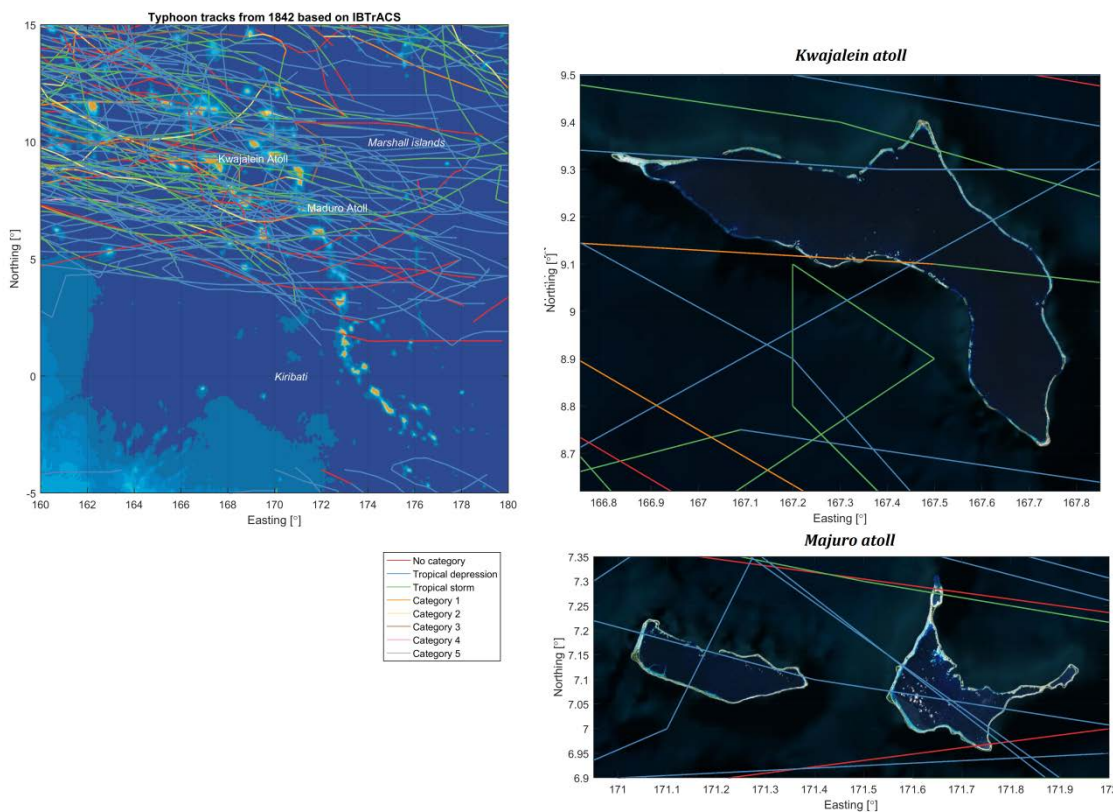 Typhoon tracks from 1842 based on IBTrACS
15
10
5
0
-5
Northing [°]
160 162 164 166 168 170 172 174 176 178 180
Easting [°]
Marshall islands
Kwajalein Atoll
Maduro Atoll
Kiribati
No category
Tropical depression
Tropical storm
Category 1
Category 2
Category 3
Category 4
Category 5
Kwajalein atoll
9.5
9.4
9.3
9.2
9.1
9
8.9
8.8
8.7
Northing [°]
166.8 166.9 167 167.1 167.2 167.3 167.4 167.5 167.6 167.7 167.8
Easting [°]
Majuro atoll
7.35
7.3
7.25
7.2
7.15
7.1
7.05
7
6.95
6.9
Northing [°]
171 171.1 171.2 171.3 171.4 171.5 171.6 171.7 171.8 171.9
Easting [°]